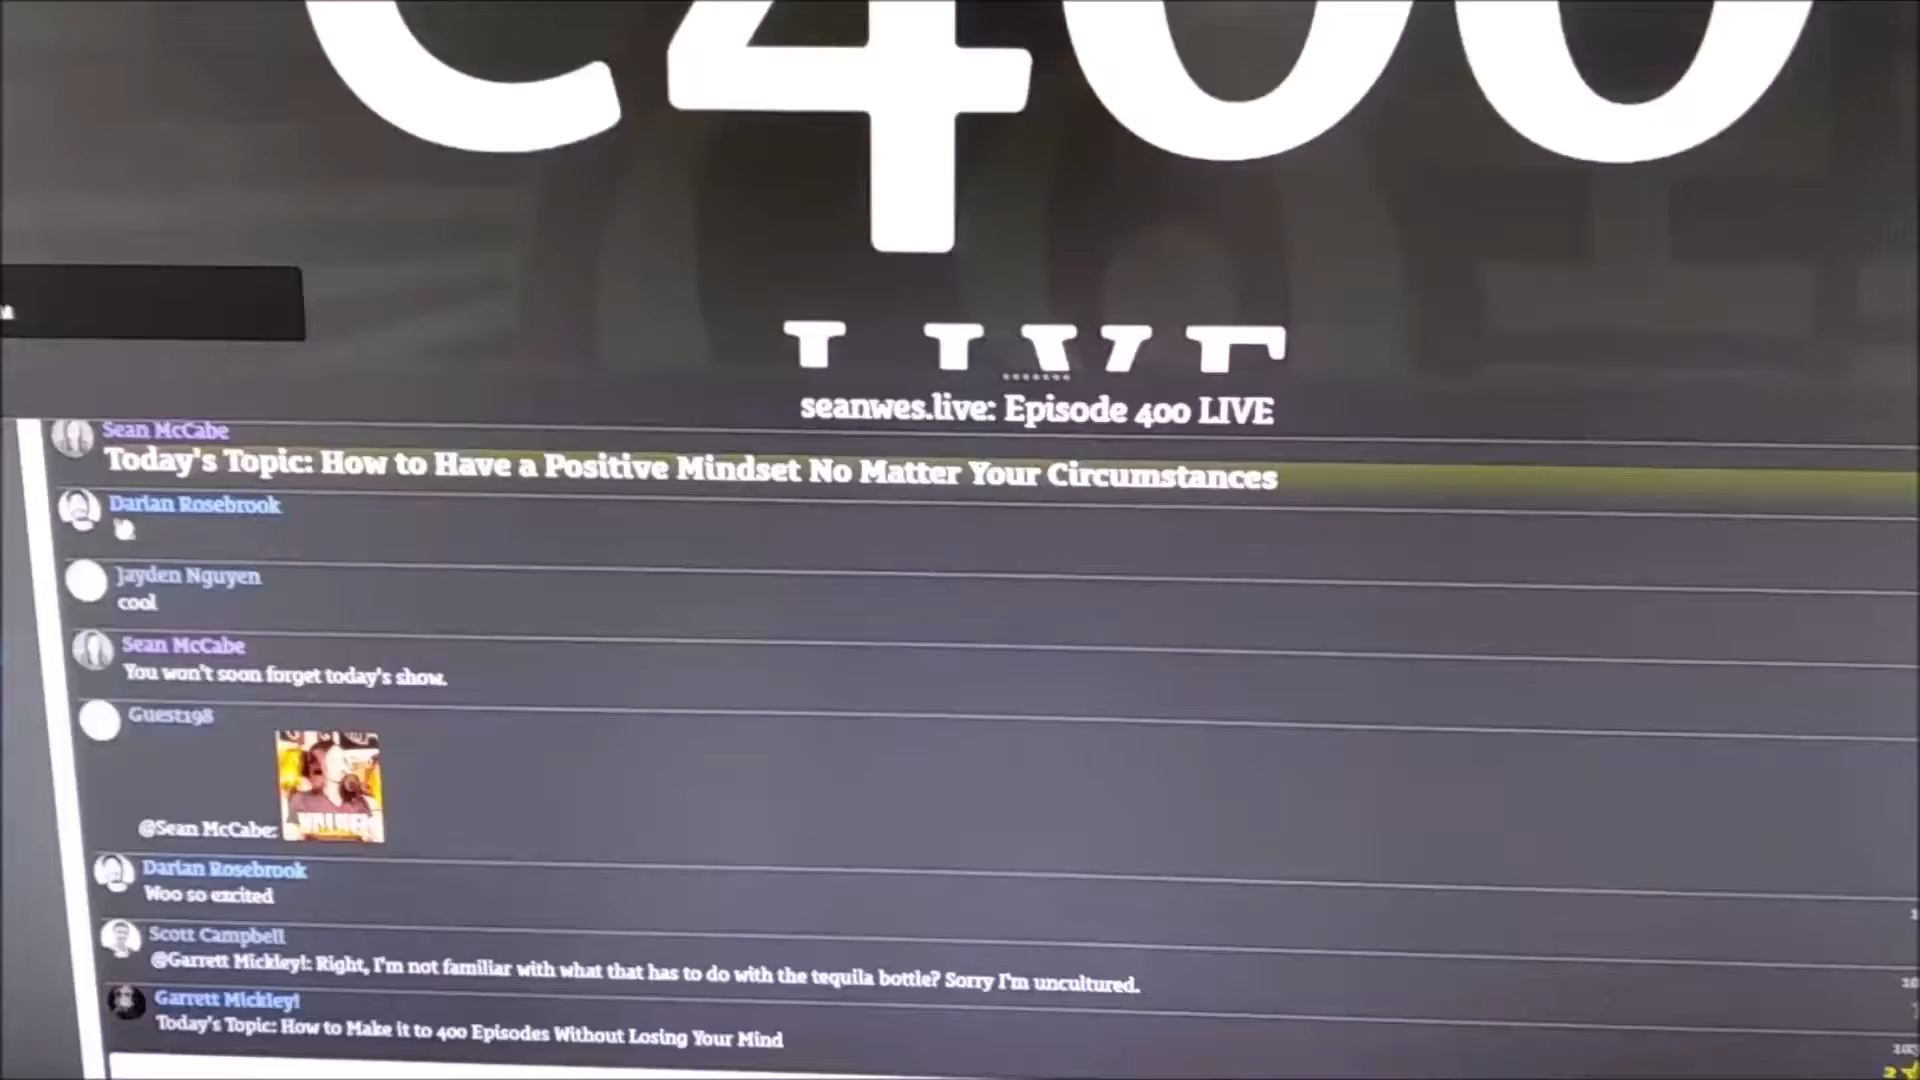 e400
LIVE
seanwes.live: Episode 400 LIVE
Sean McCabe
Today's Topic: How to Have a Positive Mindset No Matter Your Circumstances
Darian Rosebrook
Jayden Nguyen
cool
Sean McCabe
You won't soon forget today's show.
Guest198
@Sean McCabe:
Darian Rosebrook
Woo so excited
Scott Campbell
@Garrett Mickley!: Right, I'm not familiar with what that has to do with the tequila bottle? Sorry I'm uncultured.
Garrett Mickley!
Today's Topic: How to Make it to 400 Episodes Without Losing Your Mind